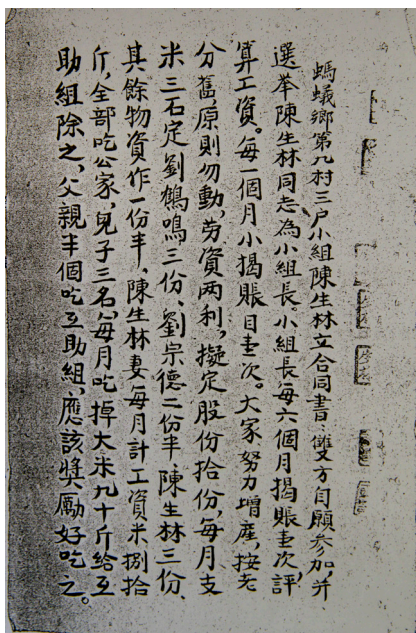 螞蟻鄉第九村三户小組陳生林立合同書：雙方自願参加,并
選举陳生林同志為小組長。小組長每六個月揭賬壹次,評
算工資。每一個月小揭賬目壹次。大家努力增產,按老
分舊原則勿動,劳資两利,擬定股份拾份,每月支
米三石定劉鶴鳴三份、劉宗德二份半、陳生林三份、
其餘物資作一份半、陳生林妻每月計工資米捌拾
斤,全部吃公家,兒子三名,每月吃掉大米九十斤給互
助組除之,父親半個吃互助組,應該獎勵好吃之。